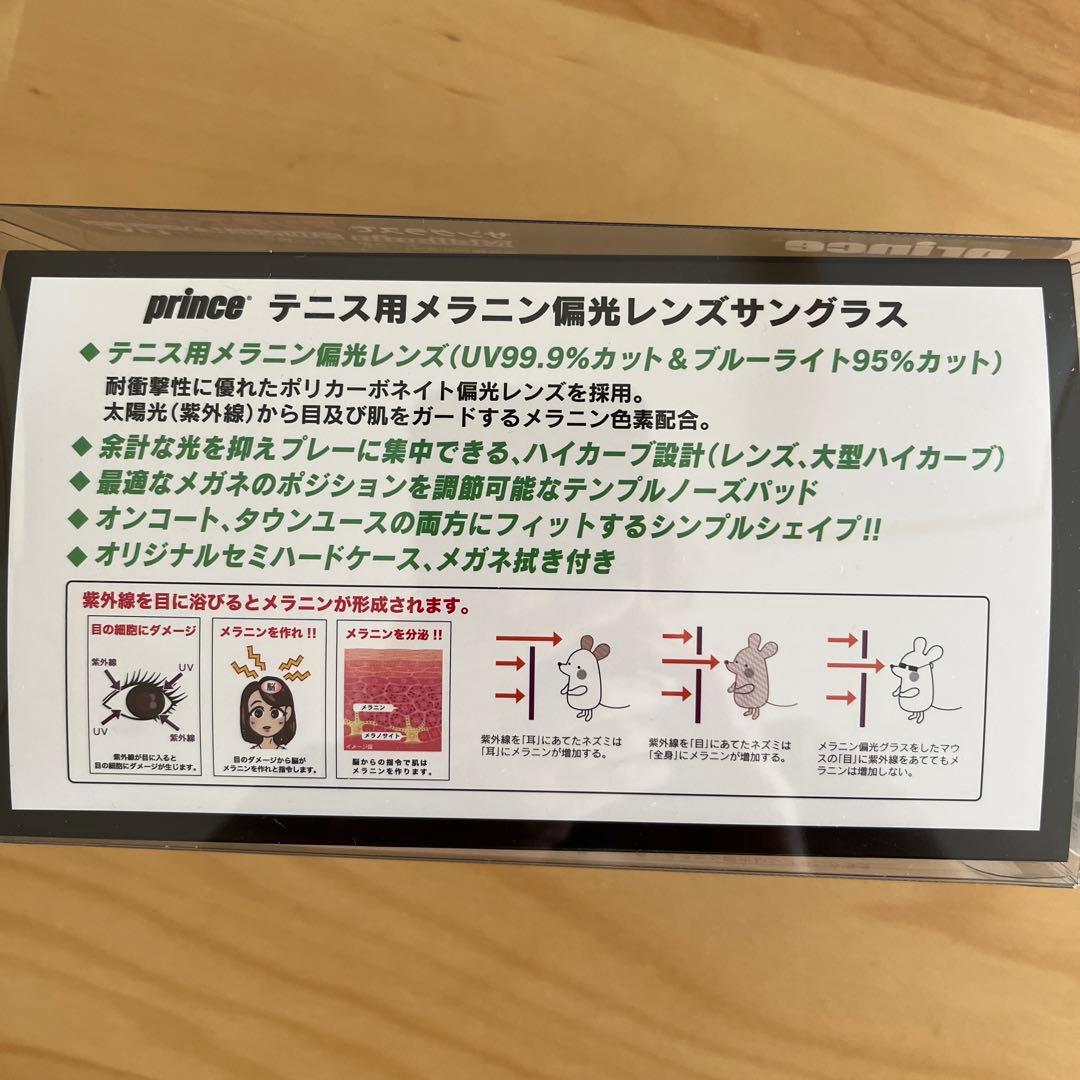 prince テニス用メラニン偏光レンズサングラス
◆ テニス用メラニン偏光レンズ(UV99.9%カット&ブルーライト95%カット)
耐衝撃性に優れたポリカーボネイト偏光レンズを採用。
太陽光(紫外線)から目及び肌をガードするメラニン色素配合。
◆ 余計な光を抑えプレーに集中できる、ハイカーブ設計(レンズ、大型ハイカーブ)
◆ 最適なメガネのポジションを調節可能なテンプルノーズパッド
◆ オンコート、タウンユースの両方にフィットするシンプルシェイプ!!
◆ オリジナルセミハードケース、メガネ拭き付き
紫外線を目に浴びるとメラニンが形成されます。
目の細胞にダメージ
紫外線
UV
UV
紫外線
紫外線が目に入ると
目の細胞にダメージが生じます。
メラニンを作れ!!
脳
目のダメージから脳が
メラニンを作れと指令します。
メラニンを分泌!!
メラニン
メラノサイト
イメージ図
脳からの指令で肌は
メラニンを作ります。
紫外線を「耳」にあてたネズミは
「耳」にメラニンが増加する。
紫外線を「目」にあてたネズミは
「全身」にメラニンが増加する。
メラニン偏光グラスをしたマウ
スの「目」に紫外線をあててもメ
ラニンは増加しない。